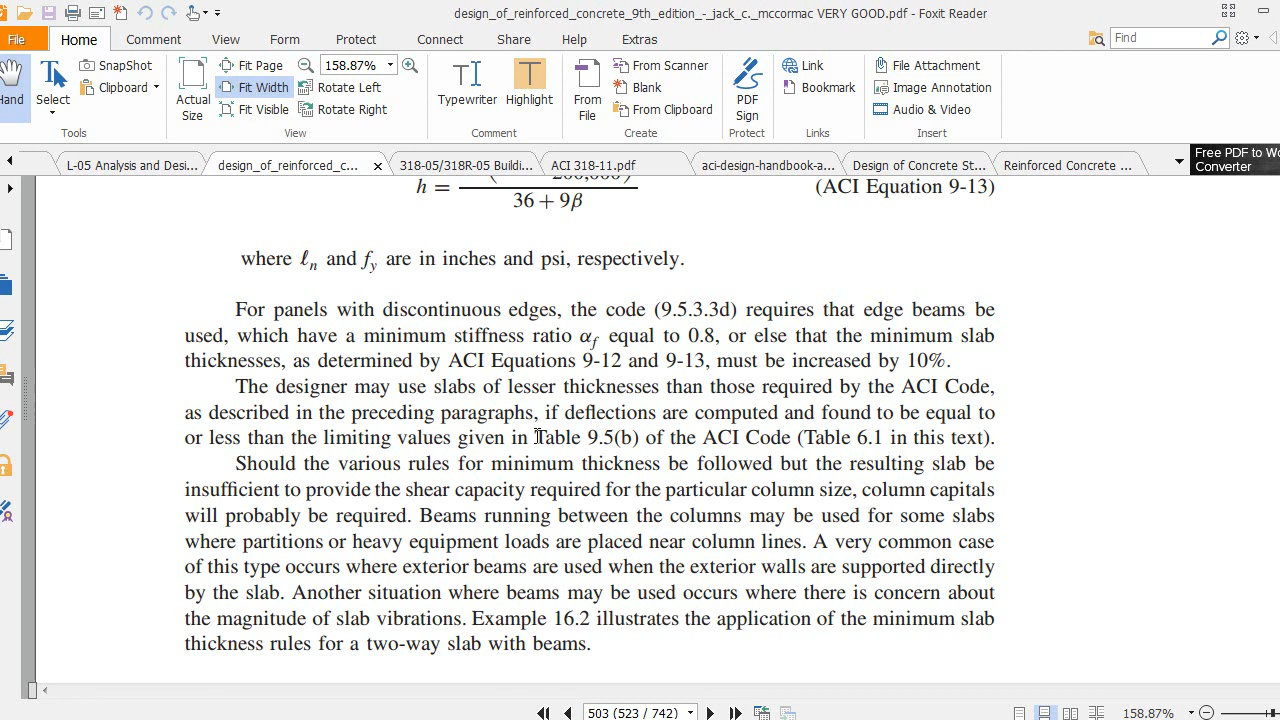 design_of_reinforced_concrete_9th_edition_-_jack_c._mccormac VERY GOOD.pdf - Foxit Reader
File Home Comment View Form Protect Connect Share Help Extras Find
SnapShot Fit Page 158.87% From Scanner Link File Attachment
Hand Select Clipboard Actual Size Fit Width Rotate Left Typewriter Highlight From File Blank PDF Sign Bookmark Image Annotation
Fit Visible Rotate Right From Clipboard Audio & Video
Tools View Comment Create Protect Links Insert
L-05 Analysis and Desi... design_of_reinforced_c... 318-05/318R-05 Buildi... ACI 318-11.pdf aci-design-handbook-a... Design of Concrete St... Reinforced Concrete ... Free PDF to Wo
Converter
h = 36 + 9β (ACI Equation 9-13)
where ℓn and fy are in inches and psi, respectively.
For panels with discontinuous edges, the code (9.5.3.3d) requires that edge beams be
used, which have a minimum stiffness ratio αf equal to 0.8, or else that the minimum slab
thicknesses, as determined by ACI Equations 9-12 and 9-13, must be increased by 10%.
The designer may use slabs of lesser thicknesses than those required by the ACI Code,
as described in the preceding paragraphs, if deflections are computed and found to be equal to
or less than the limiting values given in Table 9.5(b) of the ACI Code (Table 6.1 in this text).
Should the various rules for minimum thickness be followed but the resulting slab be
insufficient to provide the shear capacity required for the particular column size, column capitals
will probably be required. Beams running between the columns may be used for some slabs
where partitions or heavy equipment loads are placed near column lines. A very common case
of this type occurs where exterior beams are used when the exterior walls are supported directly
by the slab. Another situation where beams may be used occurs where there is concern about
the magnitude of slab vibrations. Example 16.2 illustrates the application of the minimum slab
thickness rules for a two-way slab with beams.
503 (523 / 742) 158.87%